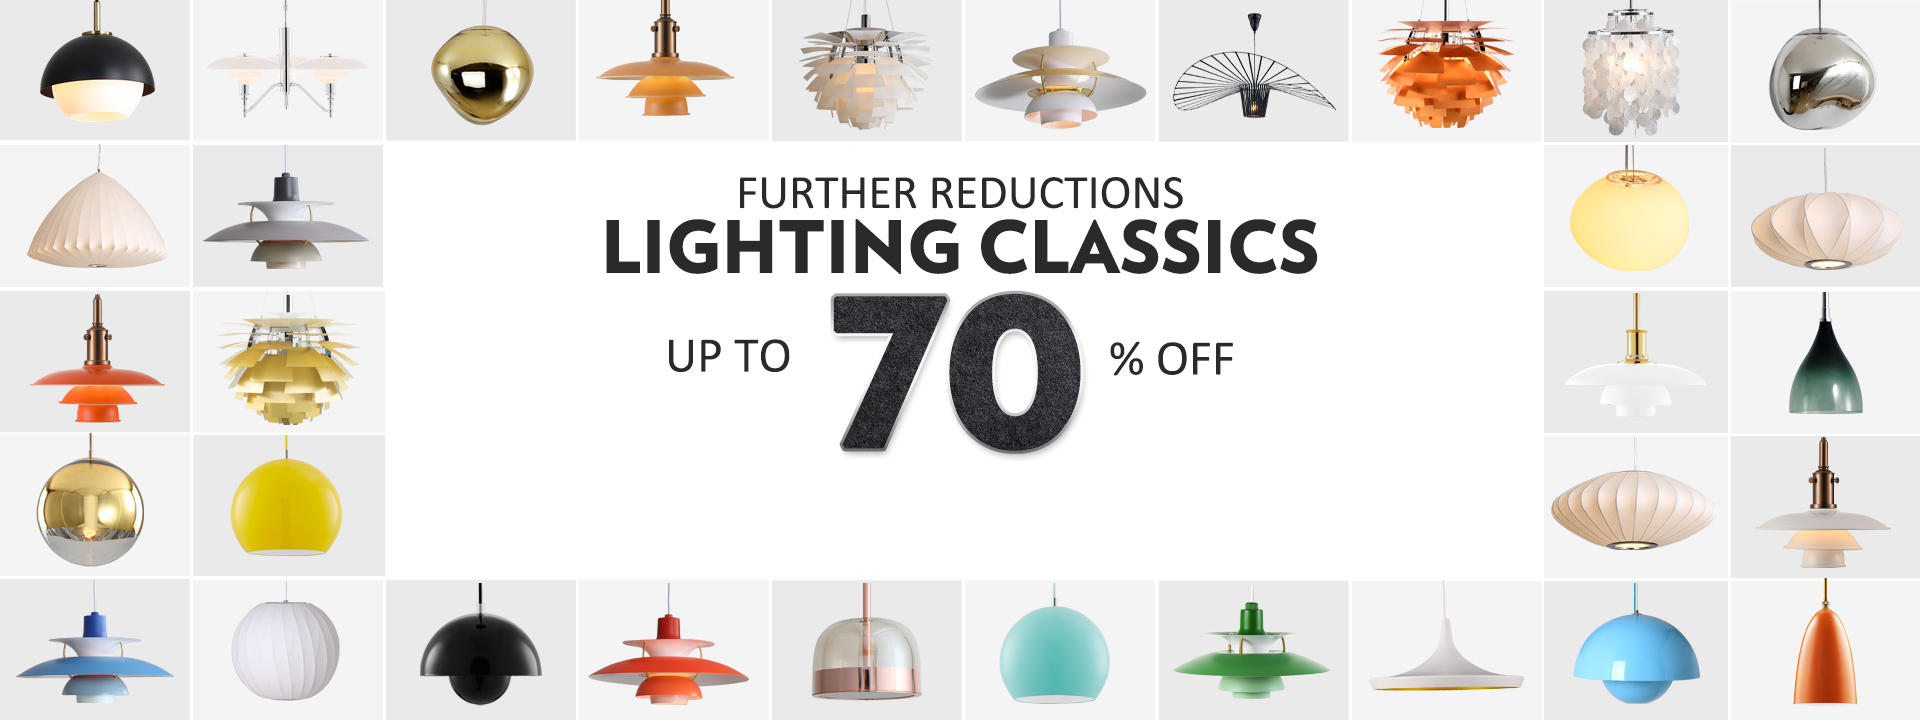 FURTHER REDUCTIONS
LIGHTING CLASSICS
UP TO 70 % OFF